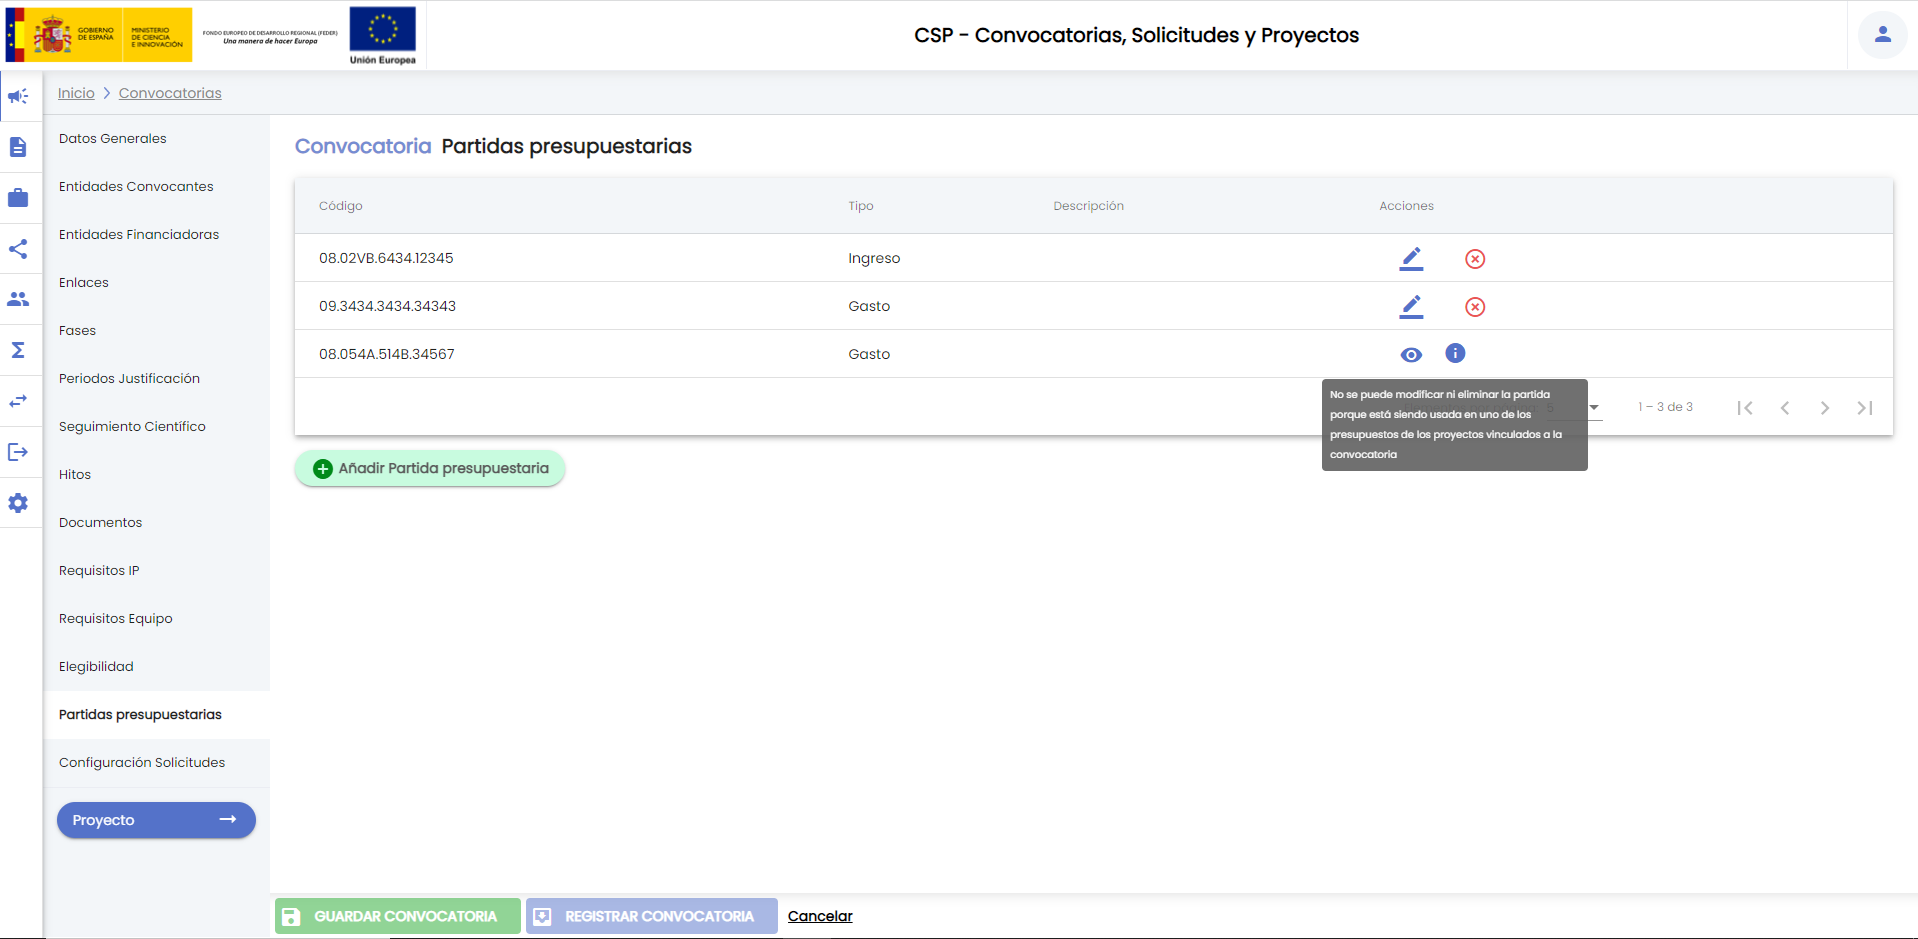 GOBIERNO
DE ESPAÑA
MINISTERIO
DE CIENCIA
E INNOVACIÓN
FONDO EUROPEO DE DESARROLLO REGIONAL (FEDER)
Una manera de hacer Europa
Unión Europea
CSP - Convocatorias, Solicitudes y Proyectos
Inicio > Convocatorias
Datos Generales
Entidades Convocantes
Entidades Financiadoras
Enlaces
Fases
Periodos Justificación
Seguimiento Científico
Hitos
Documentos
Requisitos IP
Requisitos Equipo
Elegibilidad
Partidas presupuestarias
Configuración Solicitudes
Proyecto
Convocatoria Partidas presupuestarias
Código Tipo Descripción Acciones
08.02VB.6434.12345 Ingreso
09.3434.3434.34343 Gasto
08.054A.514B.34567 Gasto
No se puede modificar ni eliminar la partida
porque está siendo usada en uno de los
presupuestos de los proyectos vinculados a la
convocatoria
5
1 – 3 de 3
Añadir Partida presupuestaria
GUARDAR CONVOCATORIA
REGISTRAR CONVOCATORIA
Cancelar